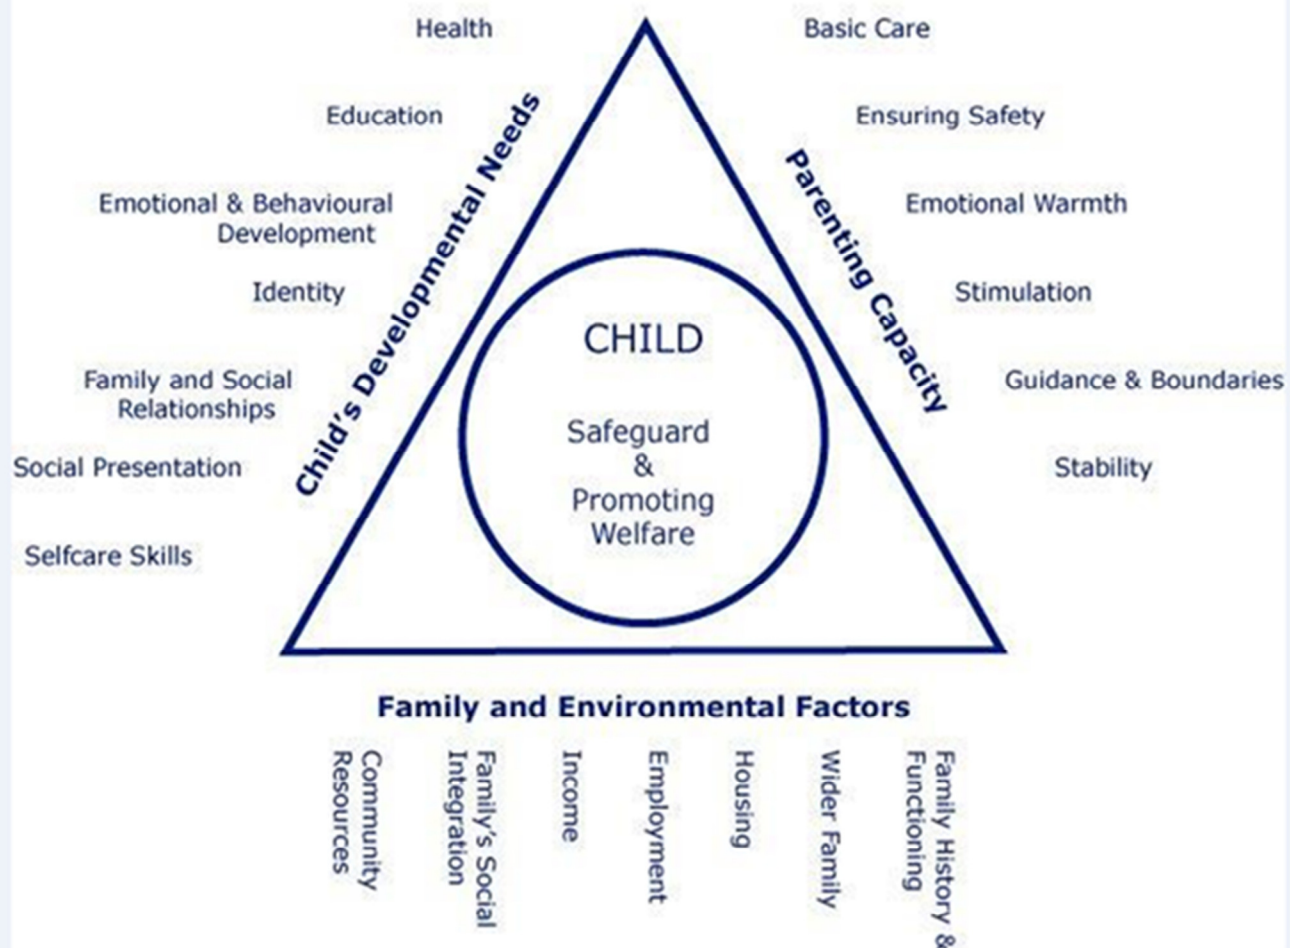 Health
Education
Emotional & Behavioural
Development
Identity
Family and Social
Relationships
Social Presentation
Selfcare Skills
Child's Developmental Needs
CHILD
Safeguard
&
Promoting
Welfare
Parenting Capacity
Basic Care
Ensuring Safety
Emotional Warmth
Stimulation
Guidance & Boundaries
Stability
Family and Environmental Factors
Community
Resources
Family's Social
Integration
Income
Employment
Housing
Wider Family
Family History &
Functioning